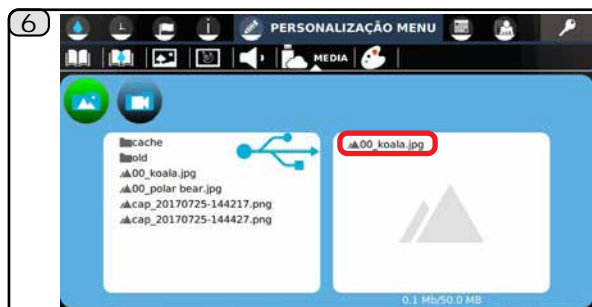 6
L i PERSONALIZAÇÃO MENU
MEDIA
cache
old
00_koala.jpg
00_polar bear.jpg
cap_20170725-144217.png
cap_20170725-144427.png
00_koala.jpg
0.1 Mb/50.0 MB